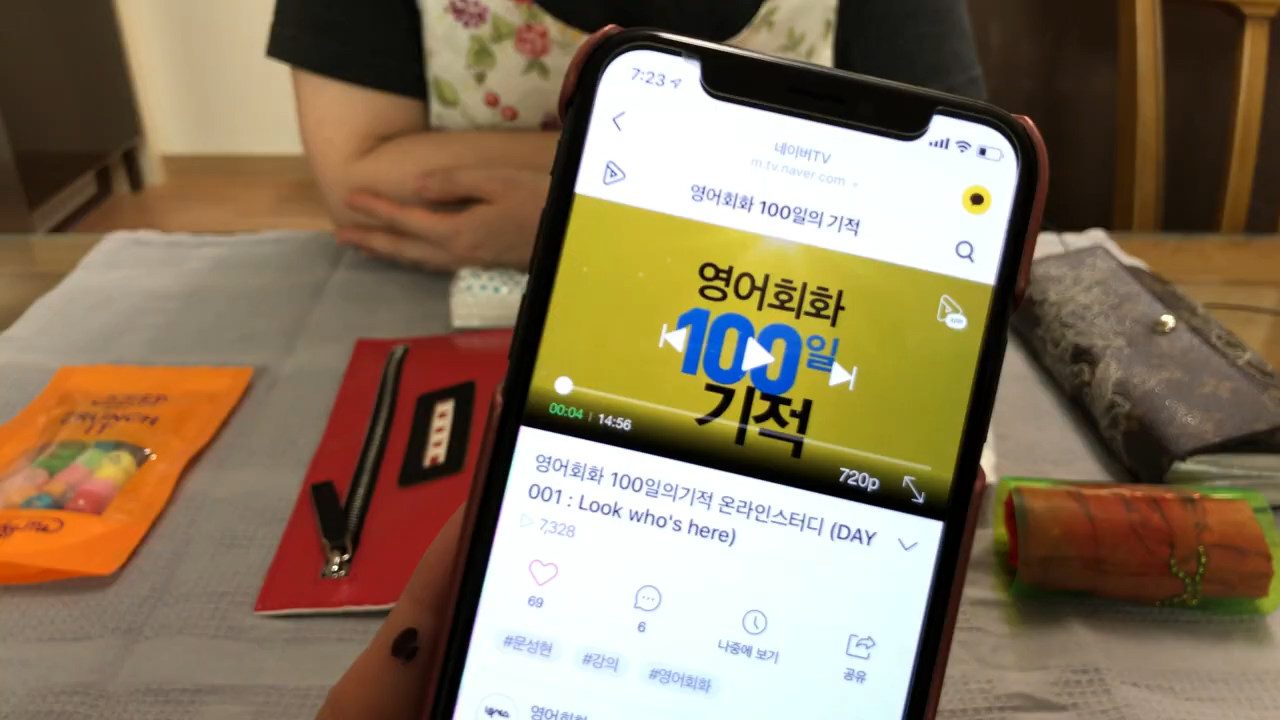 7:23
네이버TV
m.tv.naver.com
영어회화 100일의 기적
영어회화
100일
기적
00:04 | 14:56
720p
영어회화 100일의기적 온라인스터디 (DAY
001 : Look who's here)
7,328
69
6
나중에 보기
공유
#문성현
#강의
#영어회화
CRUNCH